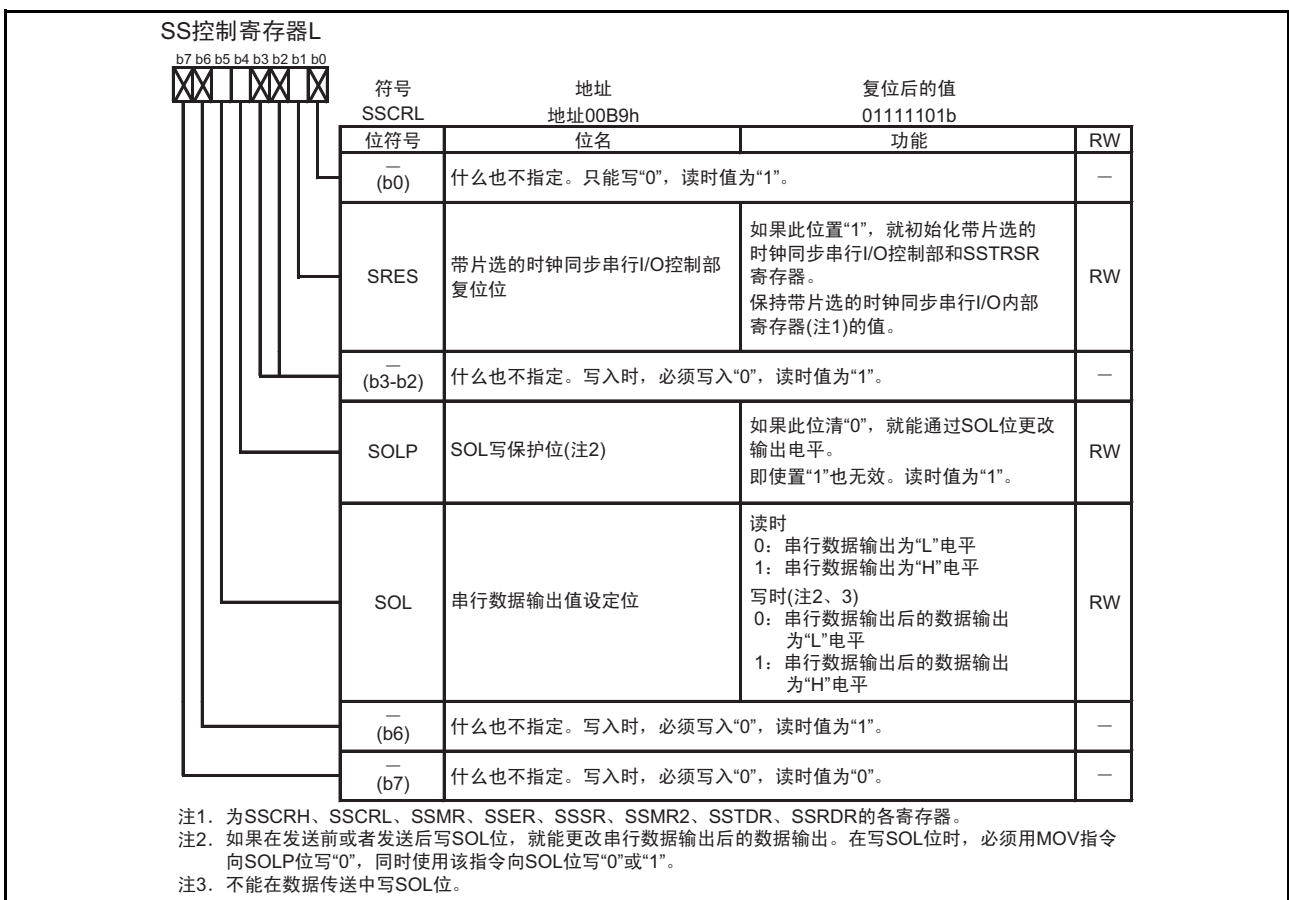 SS控制寄存器L
b7 b6 b5 b4 b3 b2 b1 b0
符号 地址 复位后的值
SSCRL 地址00B9h 01111101b
位符号 位名 功能 RW
—
(b0)
什么也不指定。只能写“0”，读时值为“1”。 —
SRES
带片选的时钟同步串行I/O控制部
复位位
如果此位置“1”，就初始化带片选的
时钟同步串行I/O控制部和SSTRSR
寄存器。
保持带片选的时钟同步串行I/O内部
寄存器(注1)的值。
RW
—
(b3-b2)
什么也不指定。写入时，必须写入“0”，读时值为“1”。 —
SOLP
SOL写保护位(注2)
如果此位清“0”，就能通过SOL位更改
输出电平。
即使置“1”也无效。读时值为“1”。
RW
SOL
串行数据输出值设定位
读时
0：串行数据输出为“L”电平
1：串行数据输出为“H”电平
写时(注2、3)
0：串行数据输出后的数据输出
为“L”电平
1：串行数据输出后的数据输出
为“H”电平
RW
—
(b6)
什么也不指定。写入时，必须写入“0”，读时值为“1”。 —
—
(b7)
什么也不指定。写入时，必须写入“0”，读时值为“0”。 —
注1. 为SSCRH、SSCRL、SSMR、SSER、SSSR、SSMR2、SSTDR、SSRDR的各寄存器。
注2. 如果在发送前或者发送后写SOL位，就能更改串行数据输出后的数据输出。在写SOL位时，必须用MOV指令
向SOLP位写“0”，同时使用该指令向SOL位写“0”或“1”。
注3. 不能在数据传送中写SOL位。